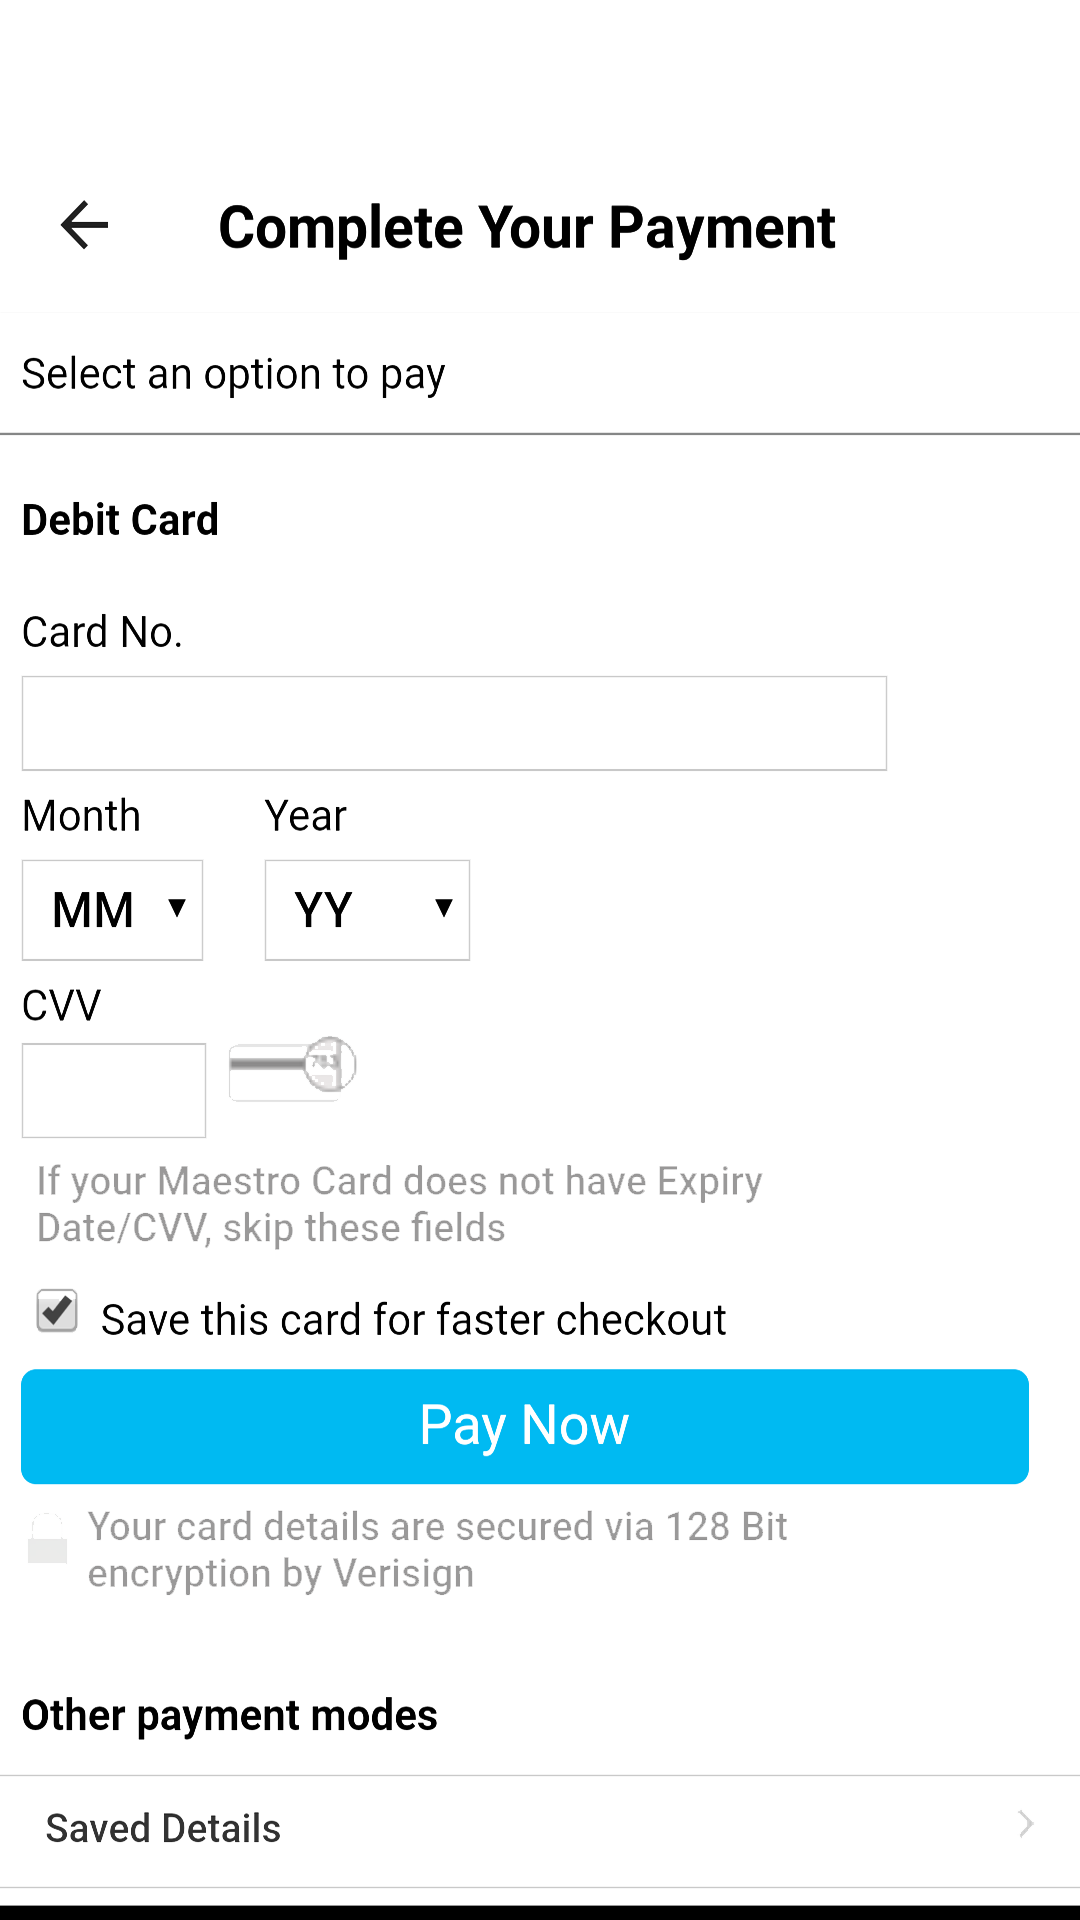 Complete Your Payment
Select an option to pay
Debit Card
Card No.
Month Year
MM YY
CVV
If your Maestro Card does not have Expiry
Date/CVV, skip these fields
Save this card for faster checkout
Pay Now
Your card details are secured via 128 Bit
encryption by Verisign
Other payment modes
Saved Details